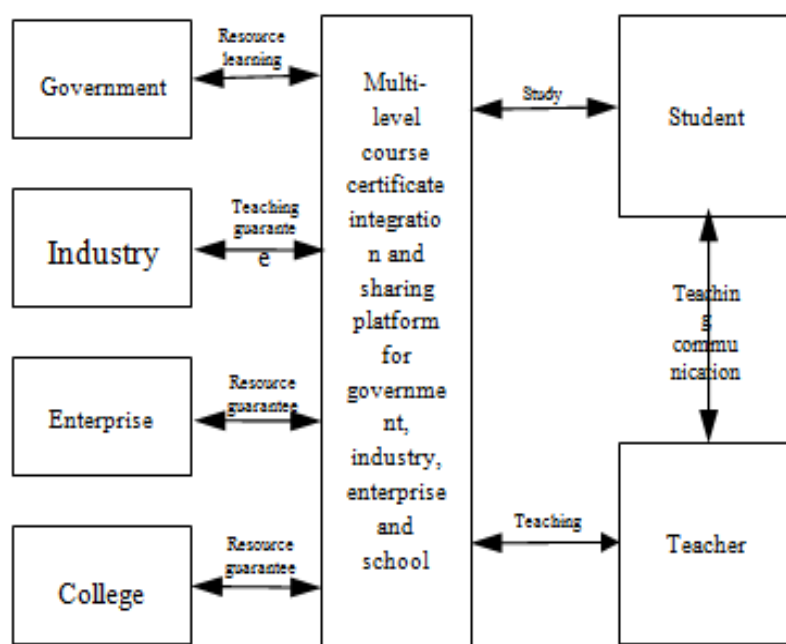 Government
Resource
learning
Industry
Teaching
guarante
e
Enterprise
Resource
guarantee
College
Resource
guarantee
Multi-
level
course
certificate
integratio
n and
sharing
platform
for
governme
nt,
industry,
enterprise
and
school
Study
Student
Teachin
g
commu
nication
Teaching
Teacher